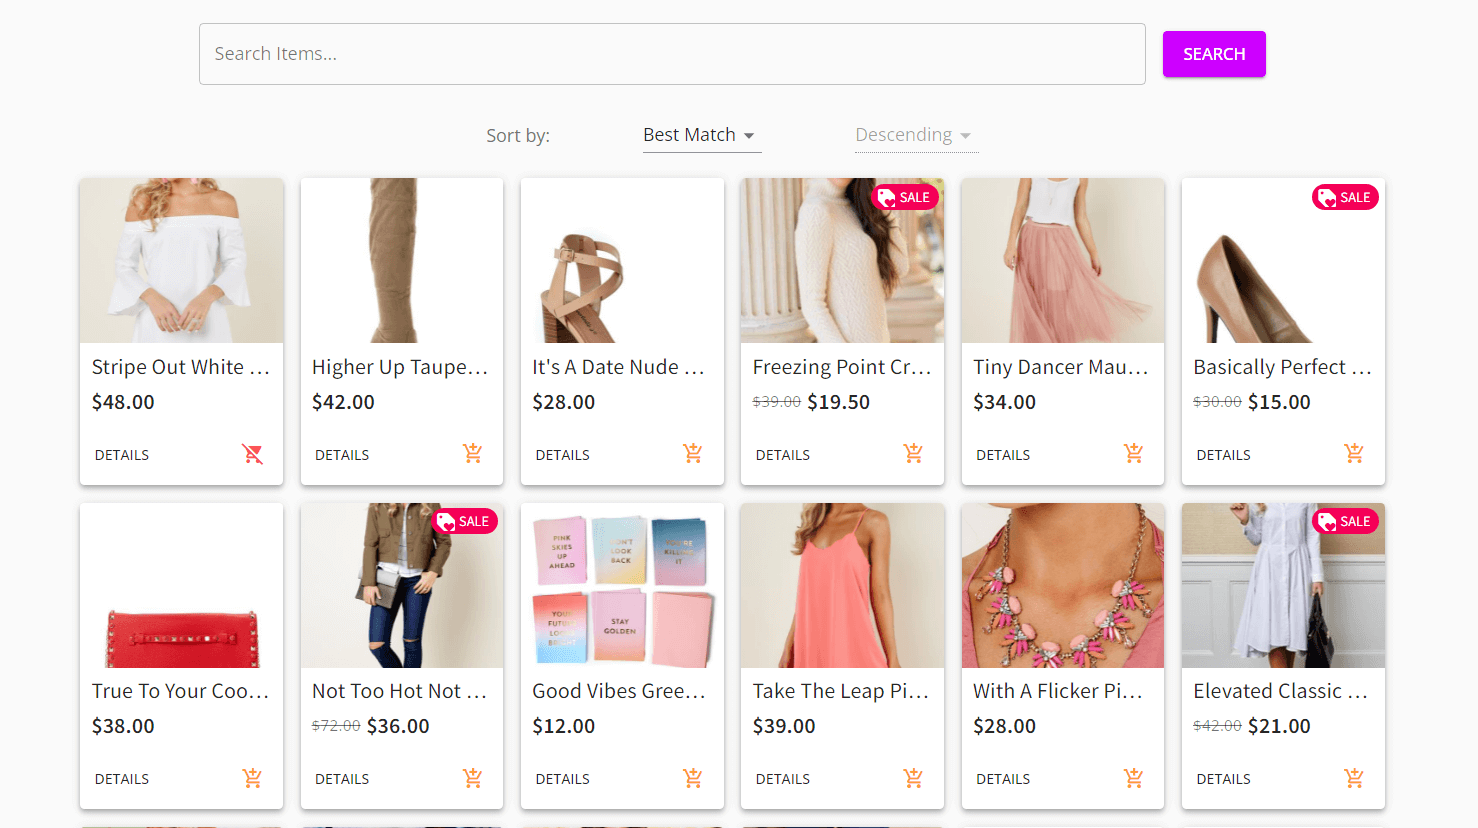 Search Items...
SEARCH
Sort by:
Best Match
Descending
SALE
SALE
Stripe Out White ...
Higher Up Taupe...
It's A Date Nude ...
Freezing Point Cr...
Tiny Dancer Mau...
Basically Perfect ...
$48.00
$42.00
$28.00
$39.00 $19.50
$34.00
$30.00 $15.00
DETAILS
DETAILS
DETAILS
DETAILS
DETAILS
DETAILS
SALE
SALE
PINK
SKIES
UP
AHEAD
DON'T
LOOK
BACK
YOU'RE
KILLING
IT
YOUR
FUTURE
LOOKS
BRIGHT
STAY
GOLDEN
True To Your Coo...
Not Too Hot Not ...
Good Vibes Gree...
Take The Leap Pi...
With A Flicker Pi...
Elevated Classic ...
$38.00
$72.00 $36.00
$12.00
$39.00
$28.00
$42.00 $21.00
DETAILS
DETAILS
DETAILS
DETAILS
DETAILS
DETAILS